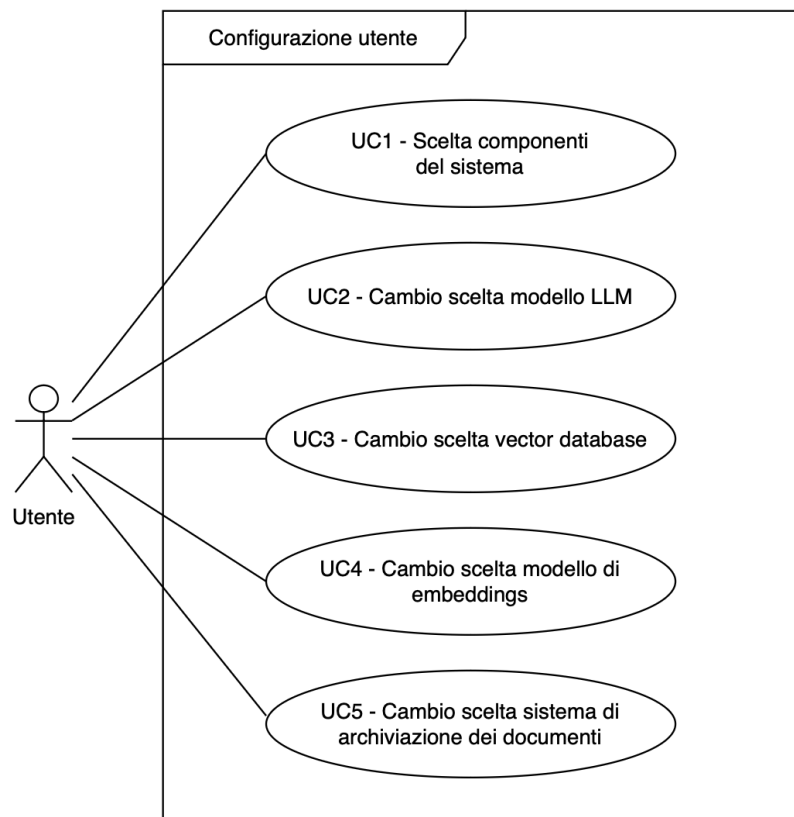 Configurazione utente
UC1 - Scelta componenti
del sistema
UC2 - Cambio scelta modello LLM
UC3 - Cambio scelta vector database
Utente
UC4 - Cambio scelta modello di
embeddings
UC5 - Cambio scelta sistema di
archiviazione dei documenti